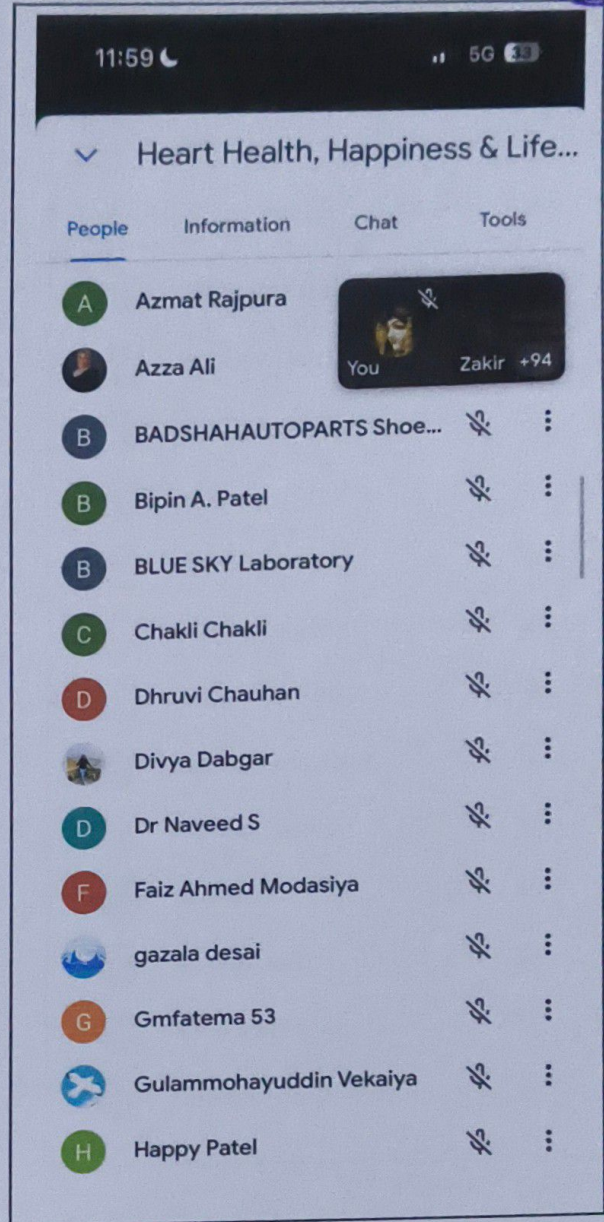 11:59 5G 33
Heart Health, Happiness & Life...
People Information Chat Tools
A Azmat Rajpura
Azza Ali
You Zakir +94
B BADSHAHAUTOPARTS Shoe...
B Bipin A. Patel
B BLUE SKY Laboratory
C Chakli Chakli
D Dhruvi Chauhan
Divya Dabgar
D Dr Naveed S
F Faiz Ahmed Modasiya
gazala desai
G Gmfatema 53
Gulammohayuddin Vekaiya
H Happy Patel